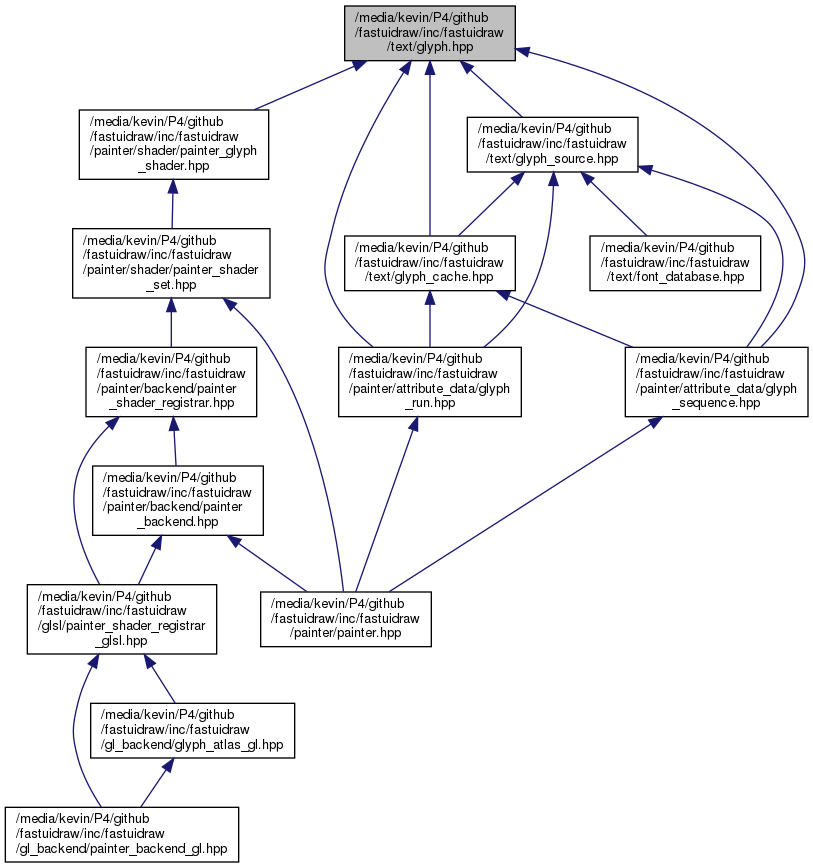 /media/kevin/P4/github
/fastuidraw/inc/fastuidraw
/text/glyph.hpp
/media/kevin/P4/github
/fastuidraw/inc/fastuidraw
/painter/shader/painter_glyph
_shader.hpp
/media/kevin/P4/github
/fastuidraw/inc/fastuidraw
/text/glyph_source.hpp
/media/kevin/P4/github
/fastuidraw/inc/fastuidraw
/painter/shader/painter_shader
_set.hpp
/media/kevin/P4/github
/fastuidraw/inc/fastuidraw
/text/glyph_cache.hpp
/media/kevin/P4/github
/fastuidraw/inc/fastuidraw
/text/font_database.hpp
/media/kevin/P4/github
/fastuidraw/inc/fastuidraw
/painter/backend/painter
_shader_registrar.hpp
/media/kevin/P4/github
/fastuidraw/inc/fastuidraw
/painter/attribute_data/glyph
_run.hpp
/media/kevin/P4/github
/fastuidraw/inc/fastuidraw
/painter/attribute_data/glyph
_sequence.hpp
/media/kevin/P4/github
/fastuidraw/inc/fastuidraw
/painter/backend/painter
_backend.hpp
/media/kevin/P4/github
/fastuidraw/inc/fastuidraw
/glsl/painter_shader_registrar
_glsl.hpp
/media/kevin/P4/github
/fastuidraw/inc/fastuidraw
/painter/painter.hpp
/media/kevin/P4/github
/fastuidraw/inc/fastuidraw
/gl_backend/glyph_atlas_gl.hpp
/media/kevin/P4/github
/fastuidraw/inc/fastuidraw
/gl_backend/painter_backend_gl.hpp